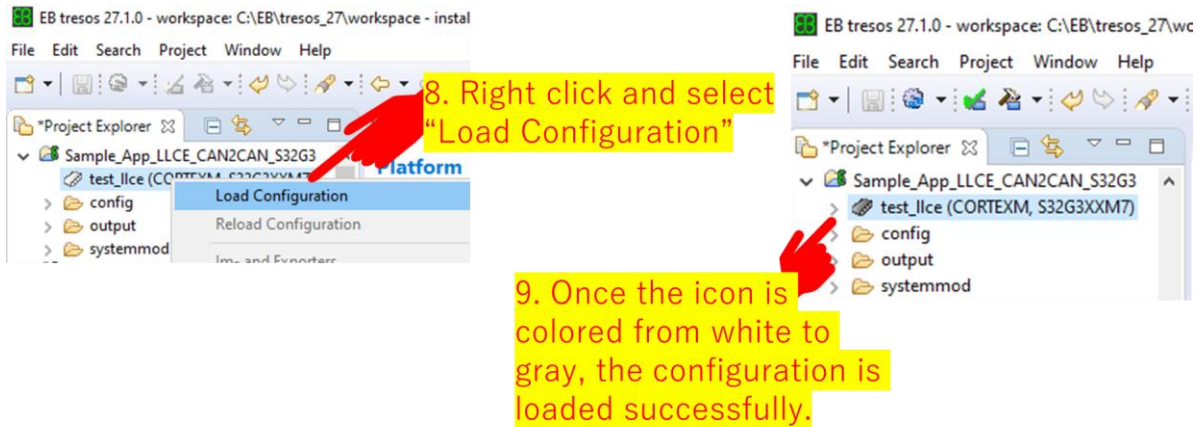 EB tresos 27.1.0 - workspace: C:\EB\tresos_27\workspace - instal
File Edit Search Project Window Help
*Project Explorer
Sample_App_LLCE_CAN2CAN_S32G3
test_llce (CORTEXM, S32G3XXM7)
config
output
systemmod
Platform
Load Configuration
Reload Configuration
Im- and Exporters
8. Right click and select
“Load Configuration”
EB tresos 27.1.0 - workspace: C:\EB\tresos_27\wo
File Edit Search Project Window Help
*Project Explorer
Sample_App_LLCE_CAN2CAN_S32G3
test_llce (CORTEXM, S32G3XXM7)
config
output
systemmod
9. Once the icon is
colored from white to
gray, the configuration is
loaded successfully.